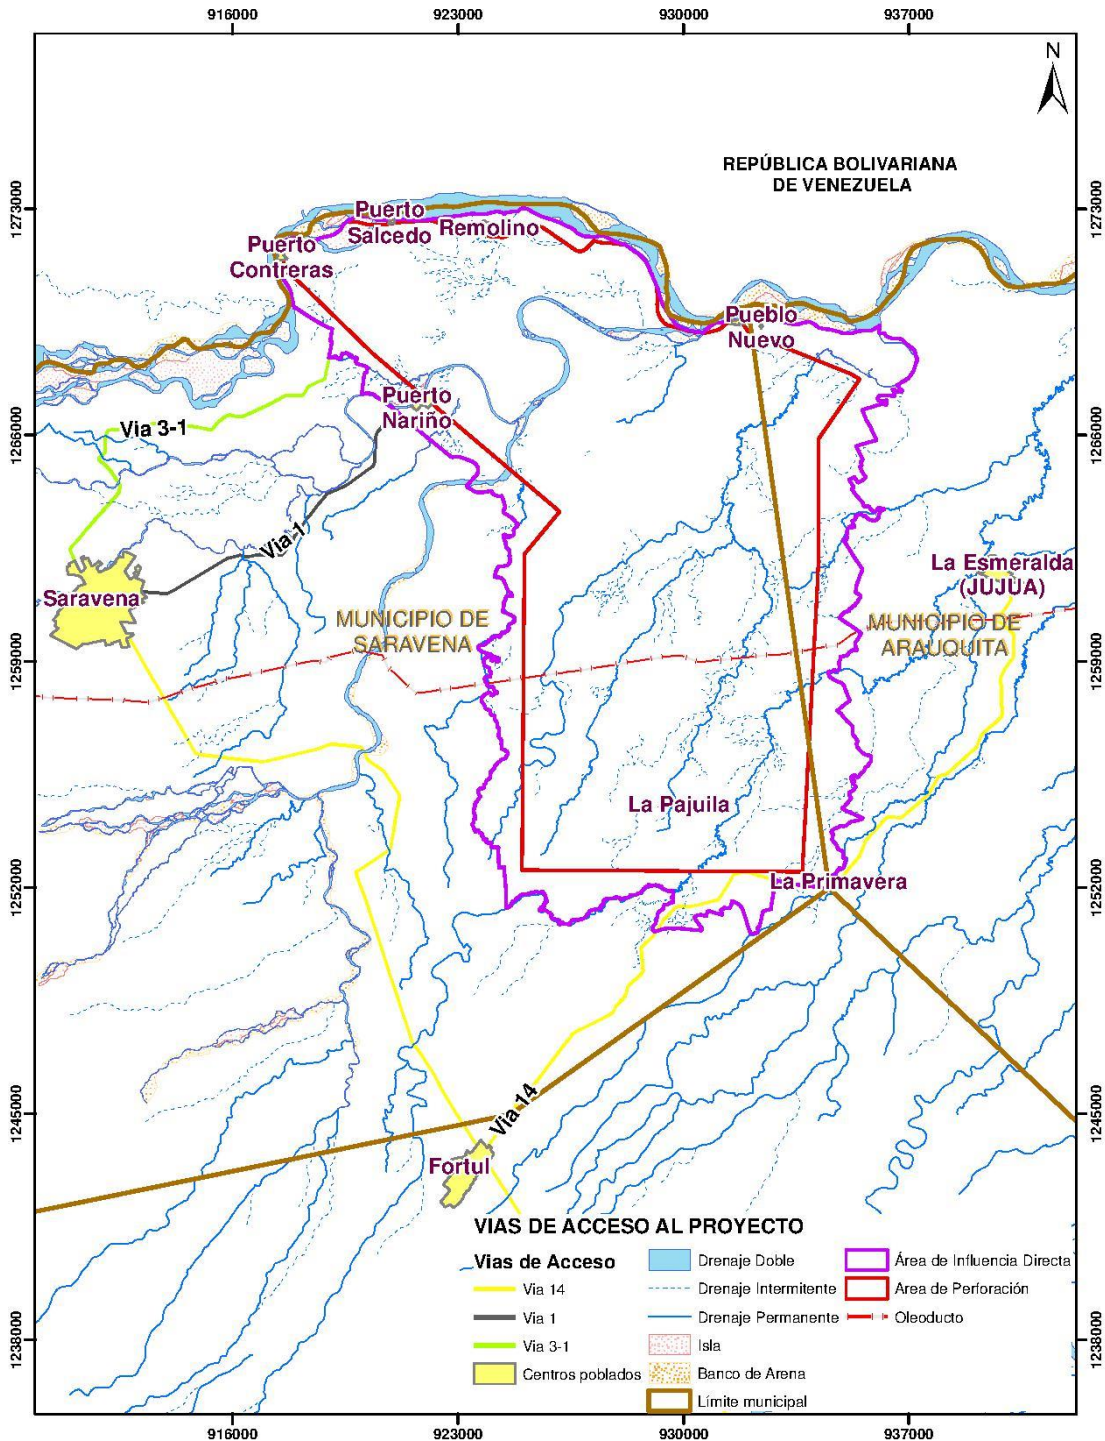 916000
923000
930000
937000
N
REPÚBLICA BOLIVARIANA
DE VENEZUELA
1273000
1273000
Puerto
Salcedo
Remolino
Puerto
Contreras
Pueblo
Nuevo
Puerto
Nariño
1266000
1266000
Via 3-1
Via 1
La Esmeralda
(JUJUA)
Saravena
MUNICIPIO DE
SARAVENA
MUNICIPIO DE
ARAUQUITA
1259000
1259000
La Pajuila
La Primavera
1252000
1252000
Via 14
1245000
1245000
Fortul
VIAS DE ACCESO AL PROYECTO
Vias de Acceso
Via 14
Via 1
Via 3-1
Centros poblados
Drenaje Doble
Drenaje Intermitente
Drenaje Permanente
Isla
Banco de Arena
Límite municipal
Área de Influencia Directa
Area de Perforación
Oleoducto
1238000
1238000
916000
923000
930000
937000